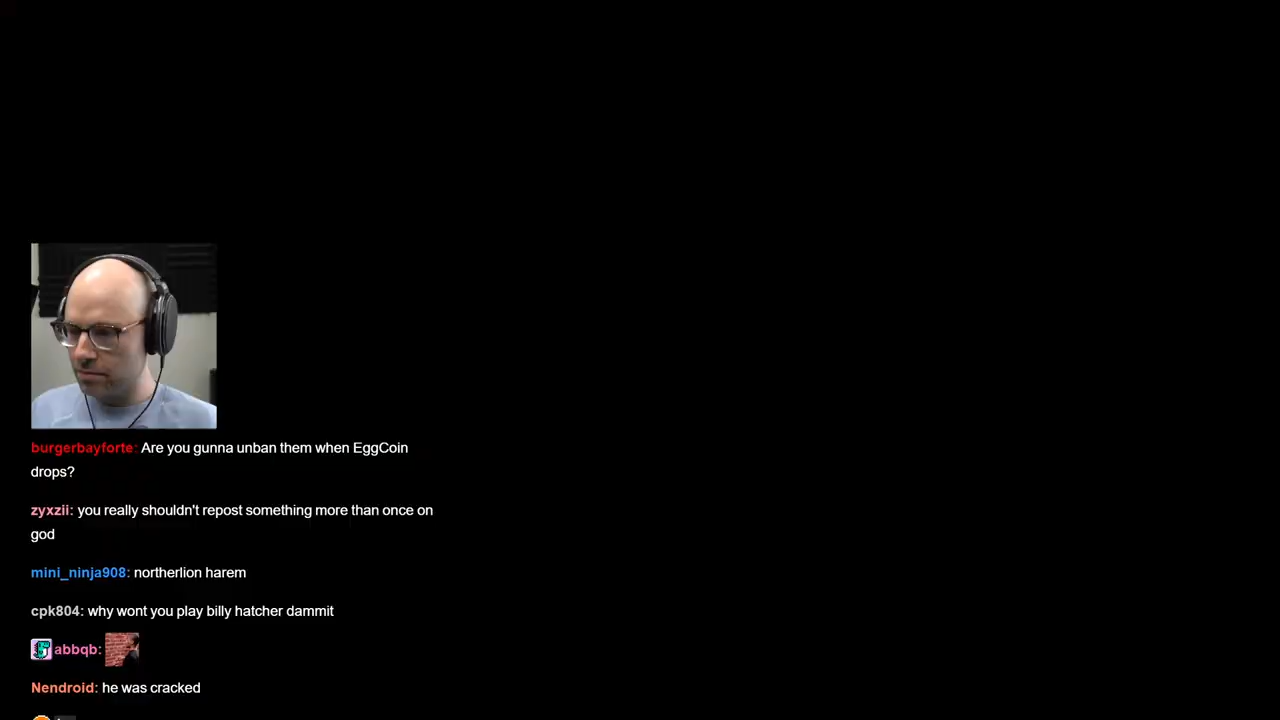 burgerbayforte: Are you gunna unban them when EggCoin
drops?
zyxzii: you really shouldn't repost something more than once on
god
mini_ninja908: northerlion harem
cpk804: why wont you play billy hatcher dammit
abbqb:
Nendroid: he was cracked